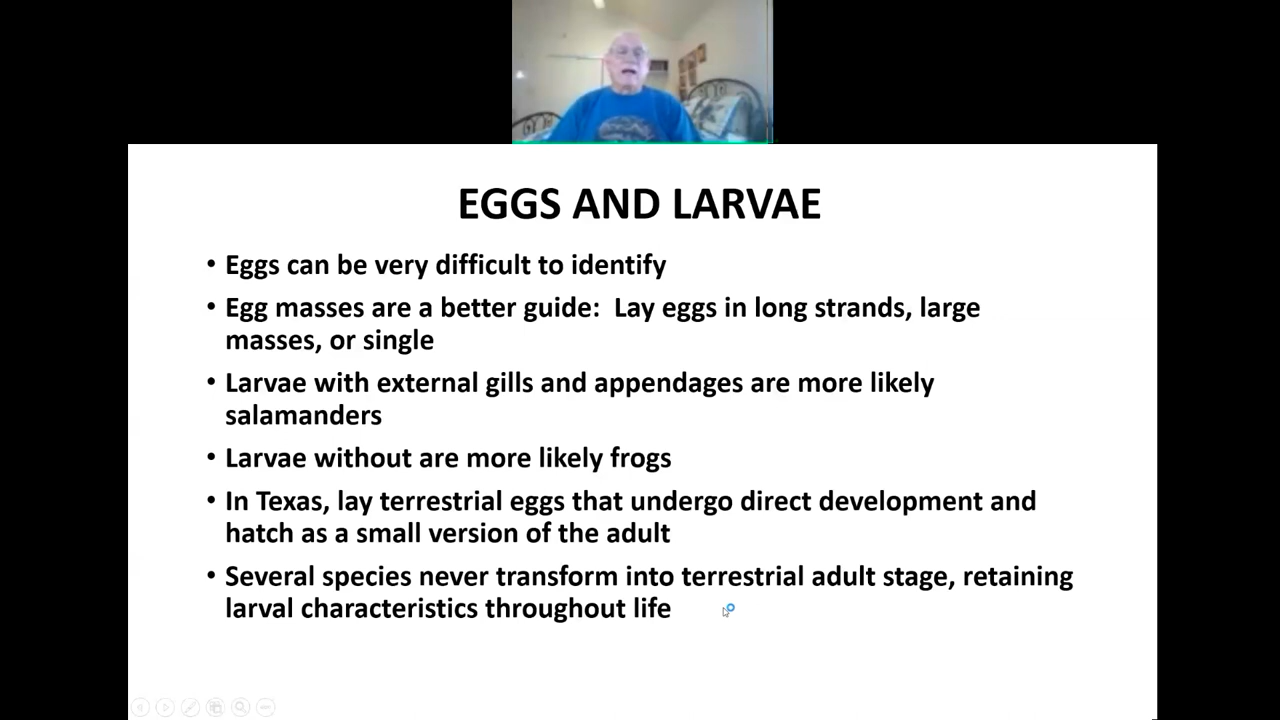 EGGS AND LARVAE
• Eggs can be very difficult to identify
• Egg masses are a better guide:  Lay eggs in long strands, large
masses, or single
• Larvae with external gills and appendages are more likely
salamanders
• Larvae without are more likely frogs
• In Texas, lay terrestrial eggs that undergo direct development and
hatch as a small version of the adult
• Several species never transform into terrestrial adult stage, retaining
larval characteristics throughout life